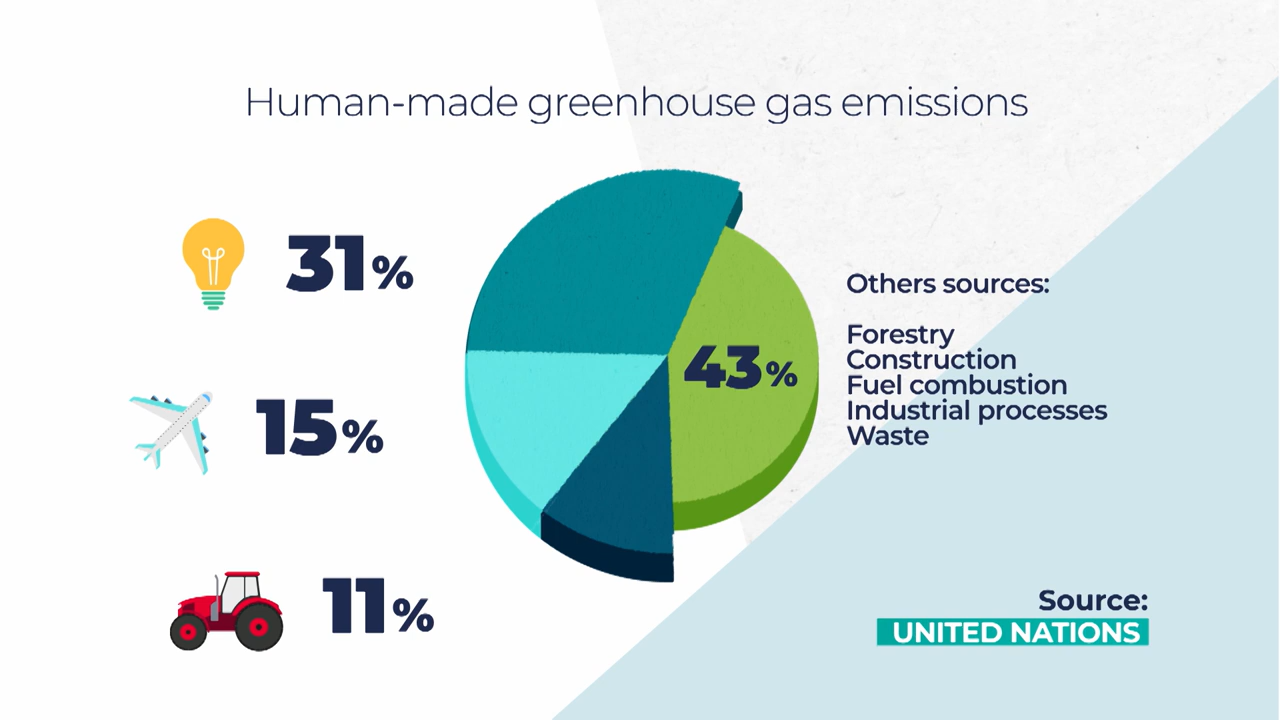 Human-made greenhouse gas emissions
31%
15%
11%
43%
Others sources:
Forestry
Construction
Fuel combustion
Industrial processes
Waste
Source:
UNITED NATIONS